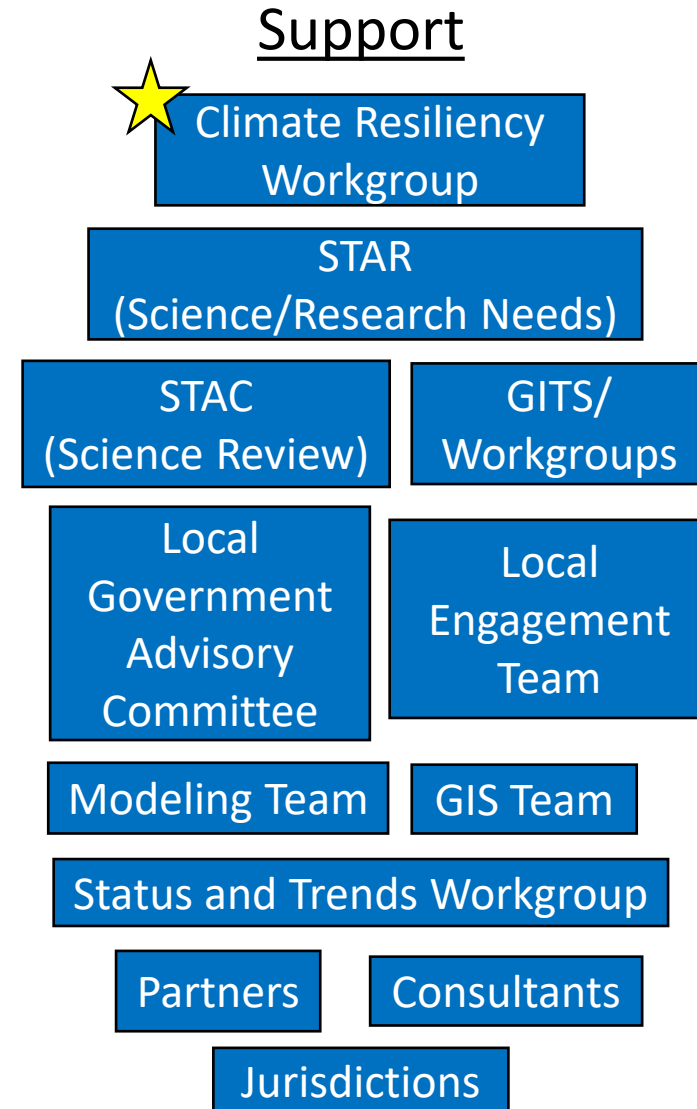 Support
Climate Resiliency
Workgroup
STAR
(Science/Research Needs)
STAC
(Science Review)
GITS/
Workgroups
Local
Government
Advisory
Committee
Local
Engagement
Team
Modeling Team
GIS Team
Status and Trends Workgroup
Partners
Consultants
Jurisdictions